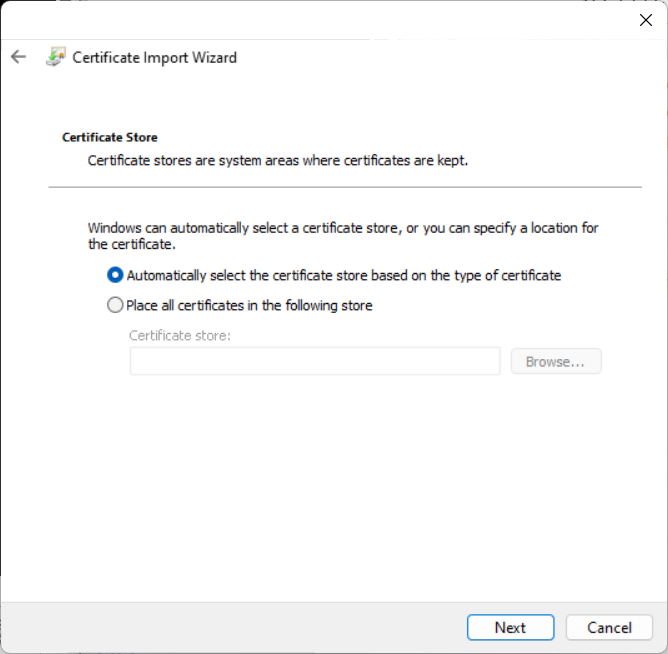 Certificate Import Wizard
Certificate Store
Certificate stores are system areas where certificates are kept.
Windows can automatically select a certificate store, or you can specify a location for
the certificate.
Automatically select the certificate store based on the type of certificate
Place all certificates in the following store
Certificate store:
Browse...
Next
Cancel